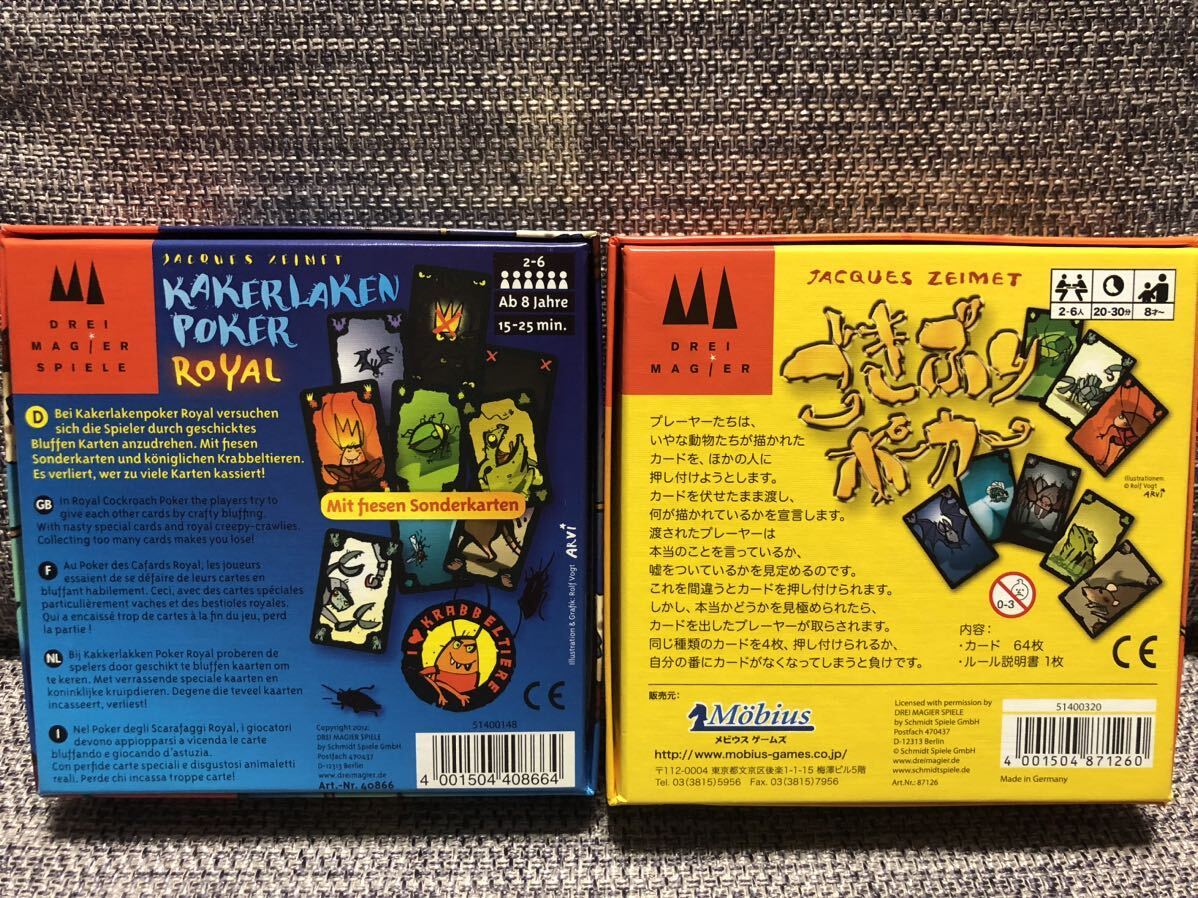 DREI
MAGIER
SPIELE
JACQUES ZEIMET
KAKERLAKEN
POKER
ROYAL
2-6
Ab 8 Jahre
15-25 min.
D Bei Kakerlakenpoker Royal versuchen
sich die Spieler durch geschicktes
Bluffen Karten anzudrehen. Mit fiesen
Sonderkarten und königlichen Krabbeltieren.
Es verliert, wer zu viele Karten kassiert!
GB In Royal Cockroach Poker the players try to
give each other cards by crafty bluffing.
With nasty special cards and royal creepy-crawlies.
Collecting too many cards makes you lose!
F Au Poker des Cafards Royal, les joueurs
essaient de se défaire de leurs cartes en
bluffant habilement. Ceci, avec des cartes spéciales
particulièrement vaches et des bestioles royales.
Qui a encaissé trop de cartes à la fin du jeu, perd
la partie !
NL Bij Kakkerlakken Poker Royal proberen de
spelers door geschikt te bluffen kaarten om
te keren. Met verrassende speciale kaarten en
koninklijke kruipdieren. Degene die teveel kaarten
incasseert, verliest!
I Nel Poker degli Scarafaggi Royal, i giocatori
devono appiopparsi a vicenda le carte
bluffando e giocando d'astuzia.
Con perfide carte speciali e disgustosi animaletti
reali. Perde chi incassa troppe carte!
Mit fiesen Sonderkarten
Illustration & Grafik: Rolf Vogt
ARVi
I KRABBELTIERE
CE
Copyright 2012:
DREI MAGIER SPIELE
by Schmidt Spiele GmbH
Postfach 470437
D-12313 Berlin
www.dreimagier.de
Art.-Nr. 40866
51400148
4 001504 408664
DREI
MAGIER
JACQUES ZEIMET
ごきぶり
ポーカー
2-6人
20-30分
8才~
プレーヤーたちは、
いやな動物たちが描かれた
カードを、ほかの人に
押し付けようとします。
カードを伏せたまま渡し、
何が描かれているかを宣言します。
渡されたプレーヤーは
本当のことを言っているか、
嘘をついているかを見定めるのです。
これを間違うとカードを押し付けられます。
しかし、本当かどうかを見極められたら、
カードを出したプレーヤーが取らされます。
同じ種類のカードを4枚、押し付けられるか、
自分の番にカードがなくなってしまうと負けです。
Illustrationen:
© Rolf Vogt
ARVi
0-3
内容:
・カード 64枚
・ルール説明書 1枚
CE
販売元:
Möbius
メビウス ゲームズ
http://www.mobius-games.co.jp/
〒112-0004 東京都文京区後楽1-1-15 梅澤ビル5階
Tel. 03(3815)5956 Fax. 03(3815)7956
Licensed with permission by
DREI MAGIER SPIELE
by Schmidt Spiele GmbH
Postfach 470437
D-12313 Berlin
www.dreimagier.de
www.schmidtspiele.de
Art.Nr.: 87126
51400320
4 001504 871260
Made in Germany